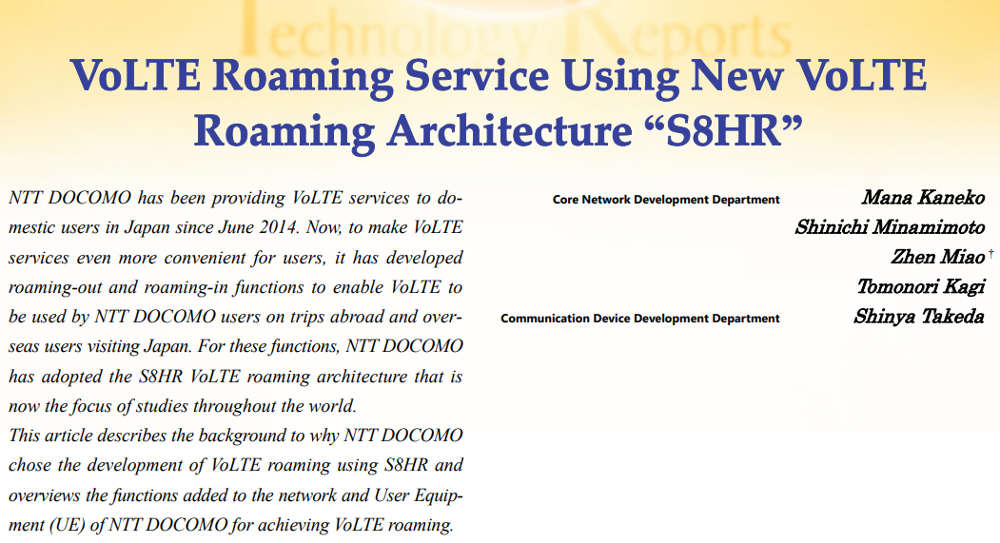 Technology Reports
VoLTE Roaming Service Using New VoLTE
Roaming Architecture “S8HR”
NTT DOCOMO has been providing VoLTE services to do-
mestic users in Japan since June 2014. Now, to make VoLTE
services even more convenient for users, it has developed
roaming-out and roaming-in functions to enable VoLTE to
be used by NTT DOCOMO users on trips abroad and over-
seas users visiting Japan. For these functions, NTT DOCOMO
has adopted the S8HR VoLTE roaming architecture that is
now the focus of studies throughout the world.
This article describes the background to why NTT DOCOMO
chose the development of VoLTE roaming using S8HR and
overviews the functions added to the network and User Equip-
ment (UE) of NTT DOCOMO for achieving VoLTE roaming.
Core Network Development Department Mana Kaneko
Shinichi Minamimoto
Zhen Miao †
Tomonori Kagi
Communication Device Development Department Shinya Takeda